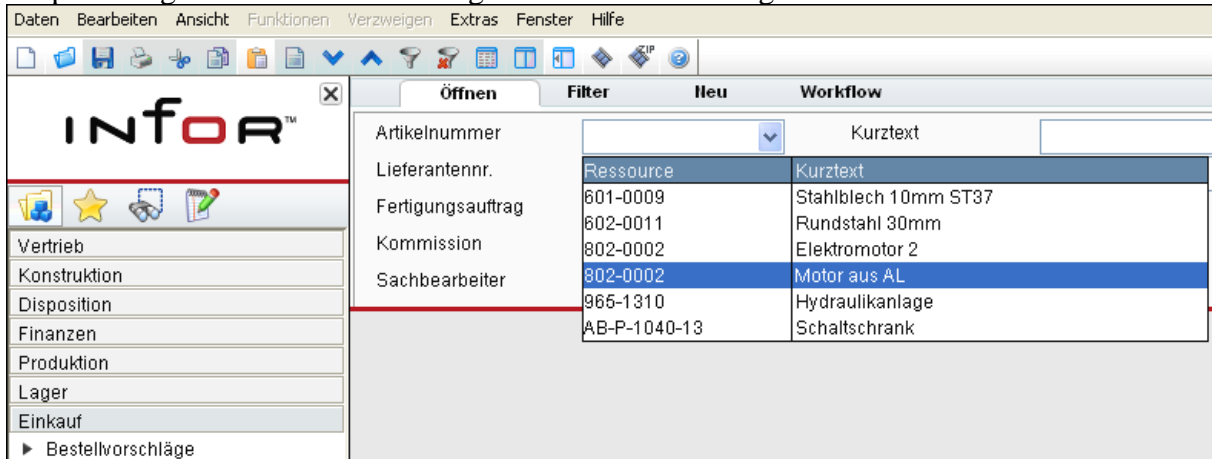 Daten Bearbeiten Ansicht Funktionen Verzweigen Extras Fenster Hilfe
ZIP
Öffnen Filter Neu Workflow
infor™
Artikelnummer Kurztext
Lieferantennr.
Fertigungsauftrag
Kommission
Sachbearbeiter
Ressource Kurztext
601-0009 Stahlblech 10mm ST37
602-0011 Rundstahl 30mm
802-0002 Elektromotor 2
802-0002 Motor aus AL
965-1310 Hydraulikanlage
AB-P-1040-13 Schaltschrank
Vertrieb
Konstruktion
Disposition
Finanzen
Produktion
Lager
Einkauf
Bestellvorschläge